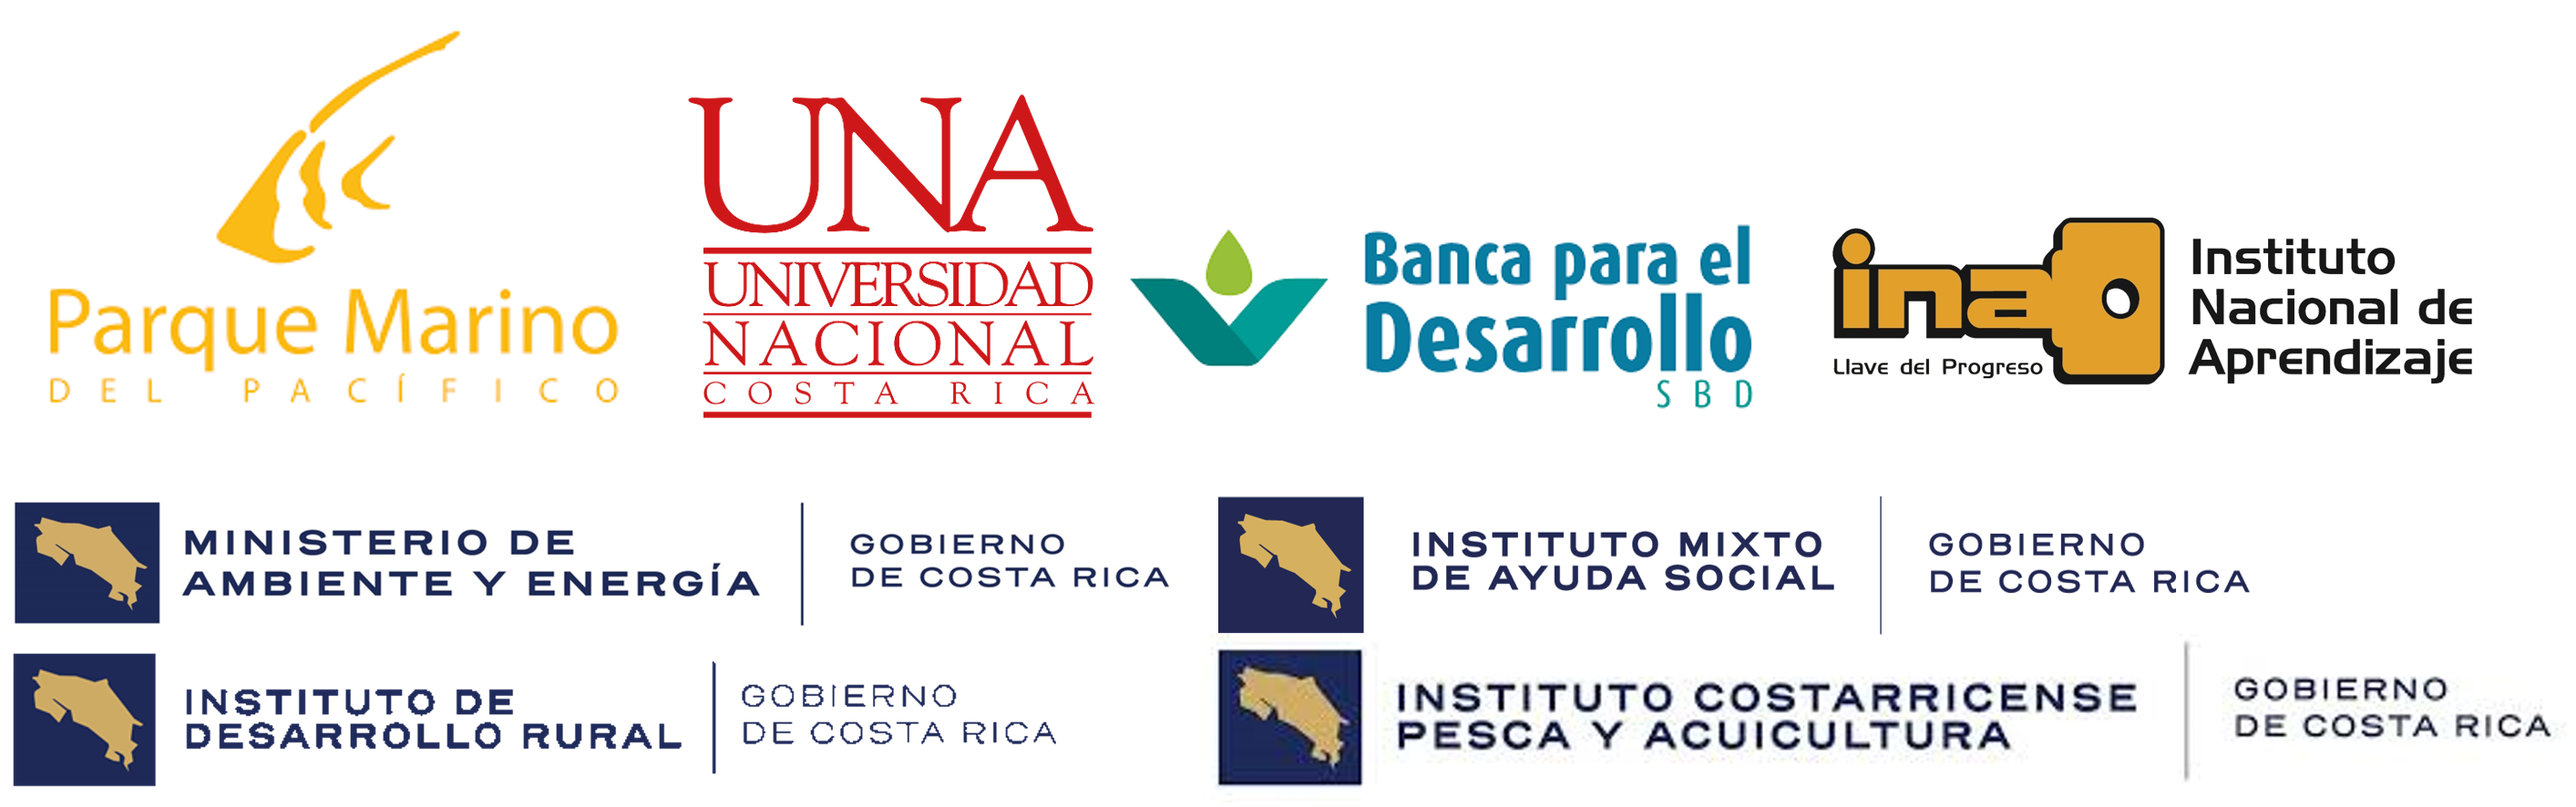 Parque Marino
DEL PACÍFICO
UNA
UNIVERSIDAD
NACIONAL
COSTA RICA
Banca para el
Desarrollo
SBD
ina
Llave del Progreso
Instituto
Nacional de
Aprendizaje
MINISTERIO DE
AMBIENTE Y ENERGÍA
GOBIERNO
DE COSTA RICA
INSTITUTO MIXTO
DE AYUDA SOCIAL
GOBIERNO
DE COSTA RICA
INSTITUTO DE
DESARROLLO RURAL
GOBIERNO
DE COSTA RICA
INSTITUTO COSTARRICENSE
PESCA Y ACUICULTURA
GOBIERNO
DE COSTA RICA